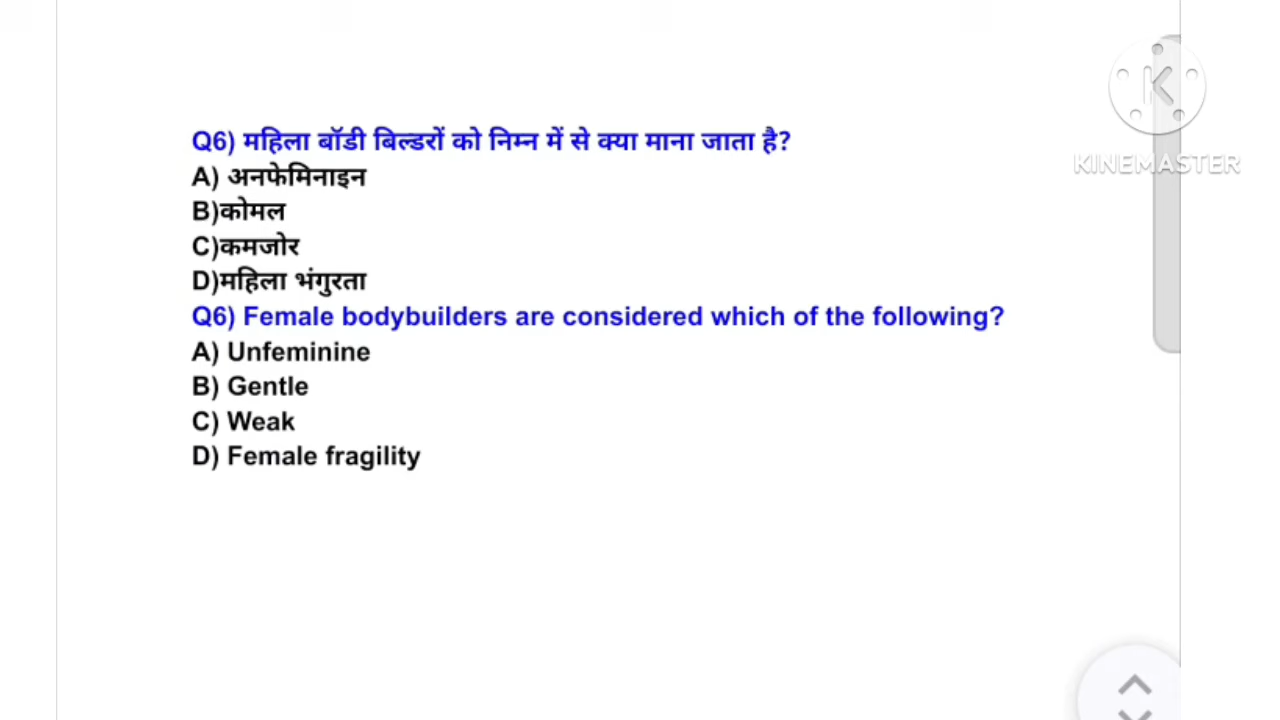 Q6) महिला बॉडी बिल्डरों को निम्न में से क्या माना जाता है?
A) अनफेमिनाइन
B)कोमल
C)कमजोर
D)महिला भंगुरता
Q6) Female bodybuilders are considered which of the following?
A) Unfeminine
B) Gentle
C) Weak
D) Female fragility
K
KINEMASTER